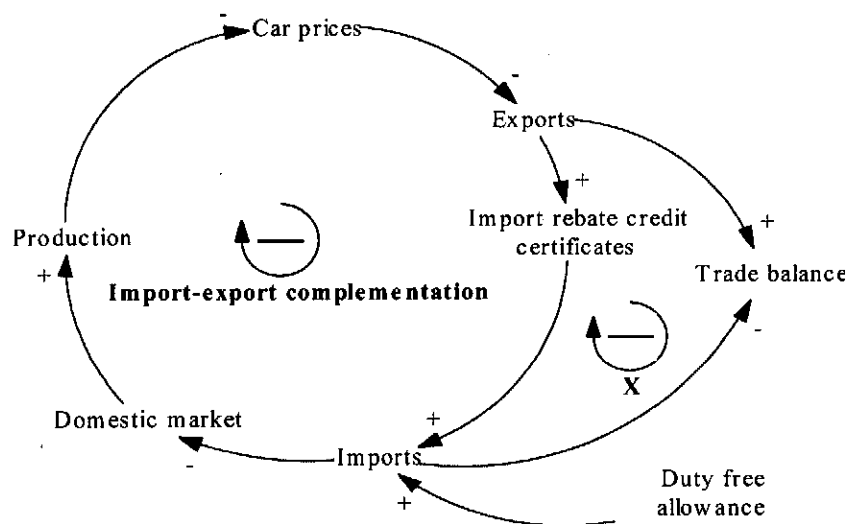 -
Car prices
-
Exports
+
Import rebate credit
certificates
+
Production
+
Trade balance
-
Import-export complementation
X
Domestic market
-
+
Imports
+
Duty free
allowance